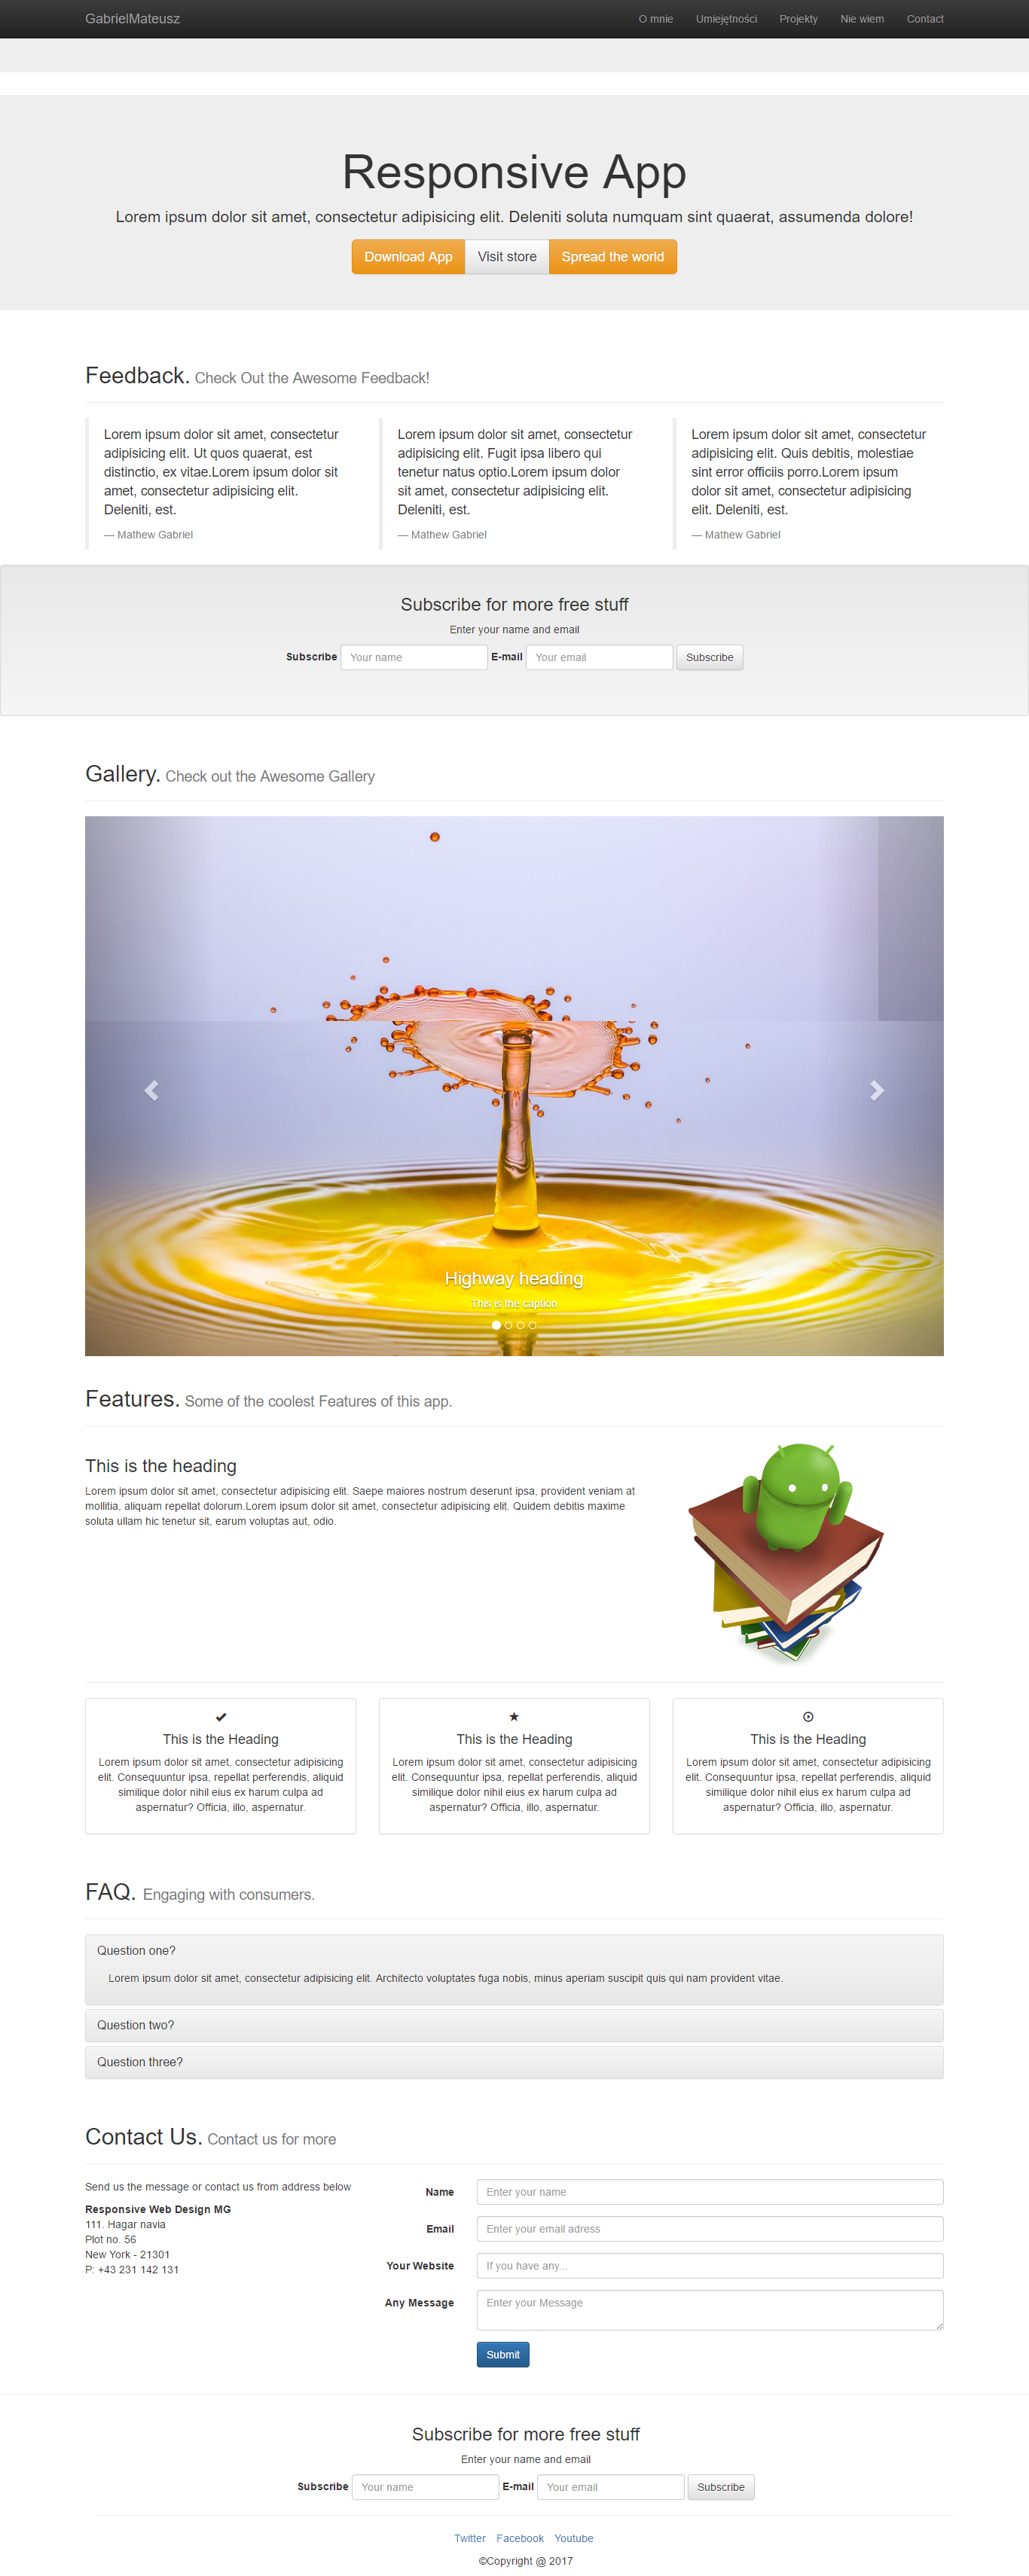 GabrielMateusz
O mnie Umiejętności Projekty Nie wiem Contact
Responsive App
Lorem ipsum dolor sit amet, consectetur adipisicing elit. Deleniti soluta numquam sint quaerat, assumenda dolore!
Download App Visit store Spread the world
Feedback. Check Out the Awesome Feedback!
Lorem ipsum dolor sit amet, consectetur
adipisicing elit. Ut quos quaerat, est
distinctio, ex vitae.Lorem ipsum dolor sit
amet, consectetur adipisicing elit.
Deleniti, est.
— Mathew Gabriel
Lorem ipsum dolor sit amet, consectetur
adipisicing elit. Fugit ipsa libero qui
tenetur natus optio.Lorem ipsum dolor
sit amet, consectetur adipisicing elit.
Deleniti, est.
— Mathew Gabriel
Lorem ipsum dolor sit amet, consectetur
adipisicing elit. Quis debitis, molestiae
sint error officiis porro.Lorem ipsum
dolor sit amet, consectetur adipisicing
elit. Deleniti, est.
— Mathew Gabriel
Subscribe for more free stuff
Enter your name and email
Subscribe Your name E-mail Your email Subscribe
Gallery. Check out the Awesome Gallery
Highway heading
This is the caption
Features. Some of the coolest Features of this app.
This is the heading
Lorem ipsum dolor sit amet, consectetur adipisicing elit. Saepe maiores nostrum deserunt ipsa, provident veniam at
mollitia, aliquam repellat dolorum.Lorem ipsum dolor sit amet, consectetur adipisicing elit. Quidem debitis maxime
soluta ullam hic tenetur sit, earum voluptas aut, odio.
This is the Heading
Lorem ipsum dolor sit amet, consectetur adipisicing
elit. Consequuntur ipsa, repellat perferendis, aliquid
similique dolor nihil eius ex harum culpa ad
aspernatur? Officia, illo, aspernatur.
This is the Heading
Lorem ipsum dolor sit amet, consectetur adipisicing
elit. Consequuntur ipsa, repellat perferendis, aliquid
similique dolor nihil eius ex harum culpa ad
aspernatur? Officia, illo, aspernatur.
This is the Heading
Lorem ipsum dolor sit amet, consectetur adipisicing
elit. Consequuntur ipsa, repellat perferendis, aliquid
similique dolor nihil eius ex harum culpa ad
aspernatur? Officia, illo, aspernatur.
FAQ. Engaging with consumers.
Question one?
Lorem ipsum dolor sit amet, consectetur adipisicing elit. Architecto voluptates fuga nobis, minus aperiam suscipit quis qui nam provident vitae.
Question two?
Question three?
Contact Us. Contact us for more
Send us the message or contact us from address below
Responsive Web Design MG
111. Hagar navia
Plot no. 56
New York - 21301
P: +43 231 142 131
Name Enter your name
Email Enter your email adress
Your Website If you have any...
Any Message Enter your Message
Submit
Subscribe for more free stuff
Enter your name and email
Subscribe Your name E-mail Your email Subscribe
Twitter Facebook Youtube
©Copyright @ 2017